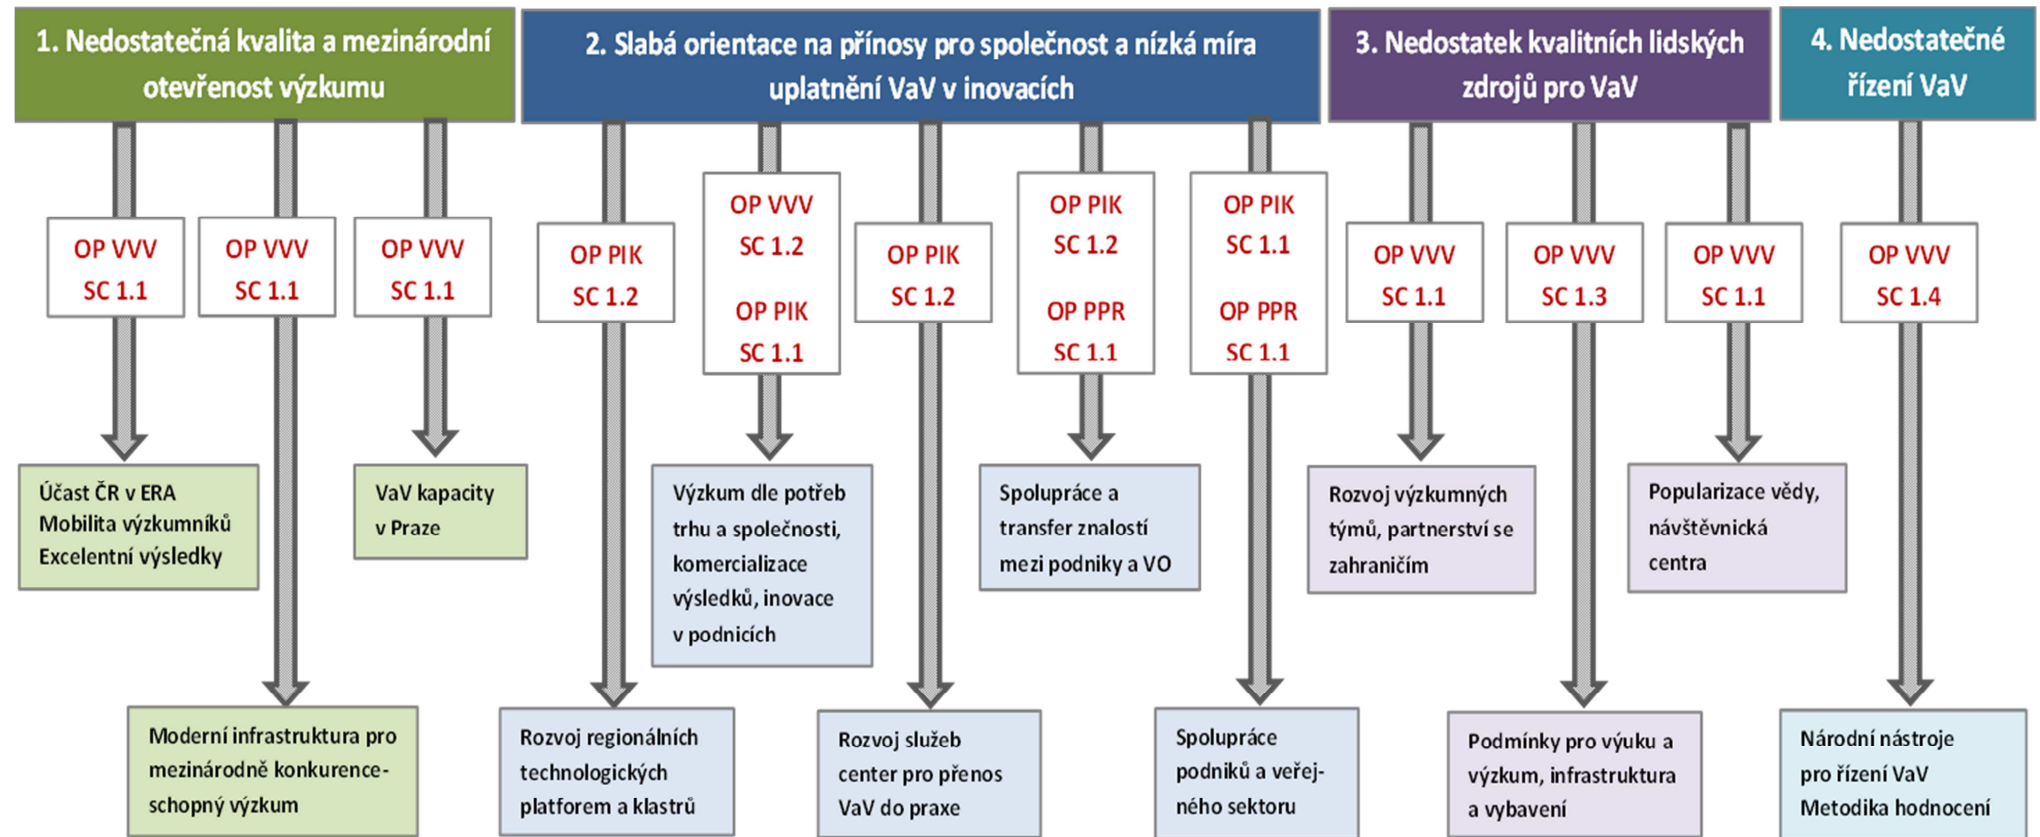 1. Nedostatečná kvalita a mezinárodní
otevřenost výzkumu
2. Slabá orientace na přínosy pro společnost a nízká míra
uplatnění VaV v inovacích
3. Nedostatek kvalitních lidských
zdrojů pro VaV
4. Nedostatečné
řízení VaV
OP VVV
SC 1.1
OP VVV
SC 1.1
OP VVV
SC 1.1
OP PIK
SC 1.2
OP VVV
SC 1.2
OP PIK
SC 1.1
OP PIK
SC 1.2
OP PIK
SC 1.2
OP PPR
SC 1.1
OP PIK
SC 1.1
OP PPR
SC 1.1
OP VVV
SC 1.1
OP VVV
SC 1.3
OP VVV
SC 1.1
OP VVV
SC 1.4
Účast ČR v ERA
Mobilita výzkumníků
Excelentní výsledky
VaV kapacity
v Praze
Výzkum dle potřeb
trhu a společnosti,
komercializace
výsledků, inovace
v podnicích
Spolupráce a
transfer znalostí
mezi podniky a VO
Rozvoj výzkumných
týmů, partnerství se
zahraničím
Popularizace vědy,
návštěvnická
centra
Moderní infrastruktura pro
mezinárodně konkurence-
schopný výzkum
Rozvoj regionálních
technologických
platforem a klastrů
Rozvoj služeb
center pro přenos
VaV do praxe
Spolupráce
podniků a veřej-
ného sektoru
Podmínky pro výuku a
výzkum, infrastruktura
a vybavení
Národní nástroje
pro řízení VaV
Metodika hodnocení